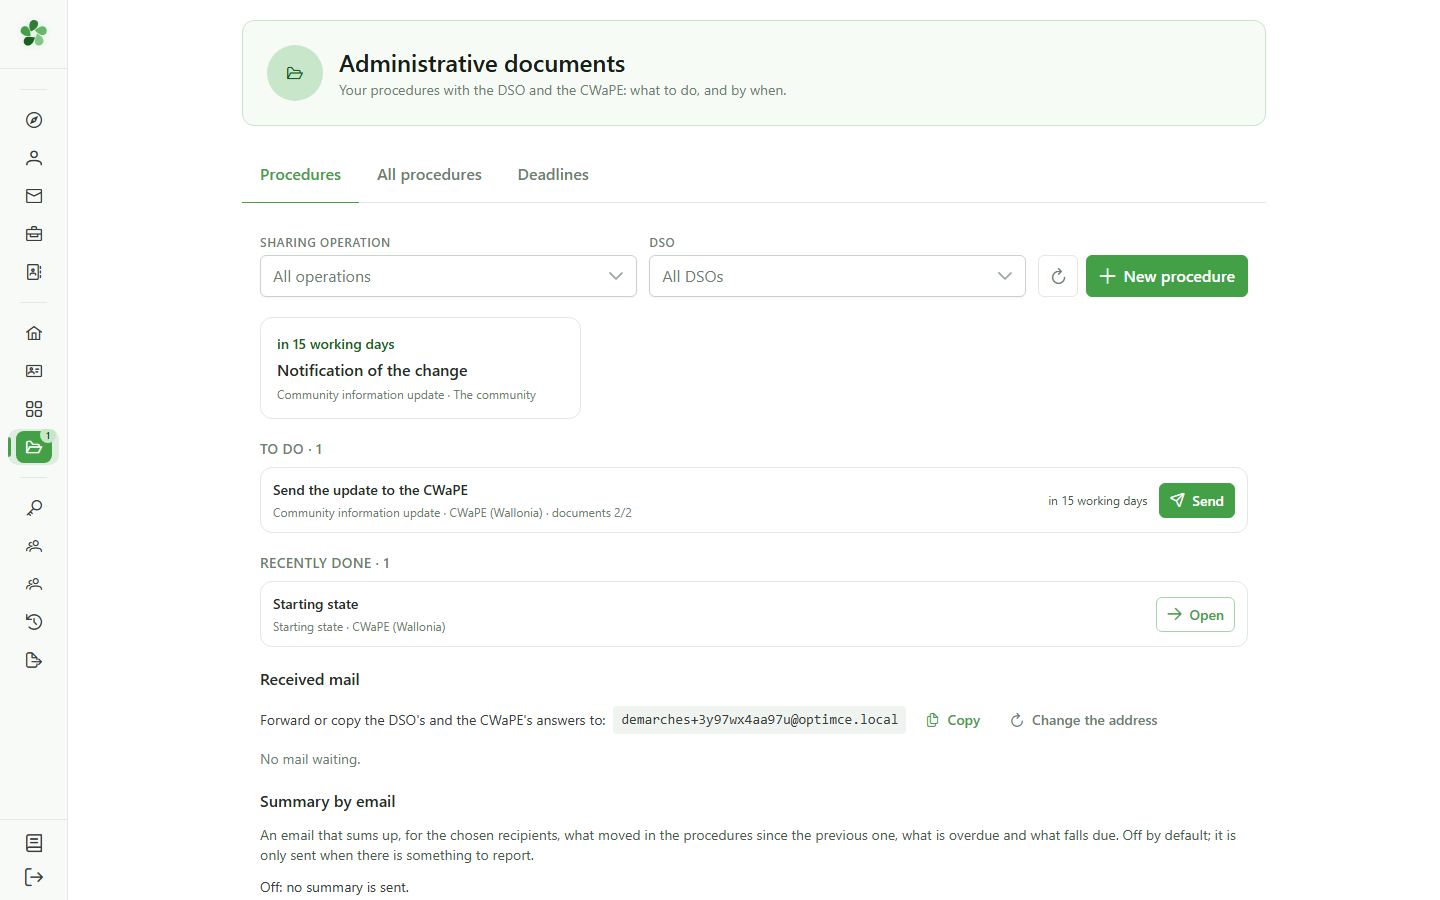 Administrative documents
Your procedures with the DSO and the CWaPE: what to do, and by when.
Procedures
All procedures
Deadlines
SHARING OPERATION
DSO
All operations
All DSOs
New procedure
in 15 working days
Notification of the change
Community information update · The community
1
TO DO · 1
Send the update to the CWaPE
Community information update · CWaPE (Wallonia) · documents 2/2
in 15 working days
Send
RECENTLY DONE · 1
Starting state
Starting state · CWaPE (Wallonia)
Open
Received mail
Forward or copy the DSO's and the CWaPE's answers to: demarches+3y97wx4aa97u@optimce.local
Copy
Change the address
No mail waiting.
Summary by email
An email that sums up, for the chosen recipients, what moved in the procedures since the previous one, what is overdue and what falls due. Off by default; it is
only sent when there is something to report.
Off: no summary is sent.